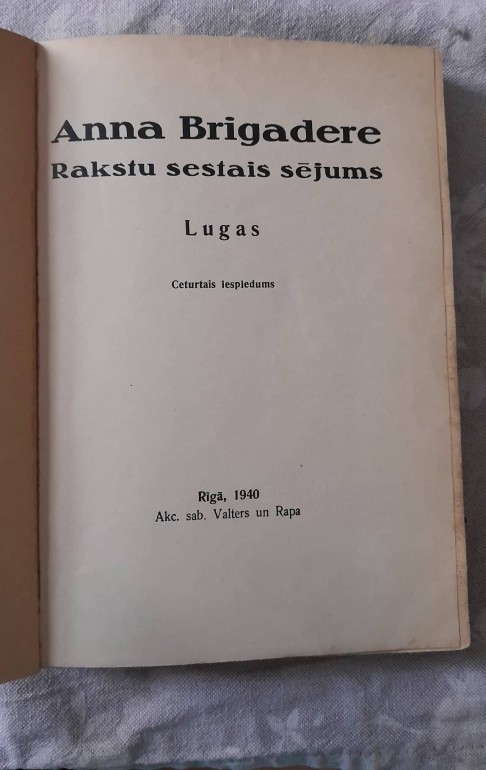 Anna Brigadere
Rakstu sestais sējums
Lugas
Ceturtais iespiedums
Rīgā, 1940
Akc. sab. Valters un Rapa